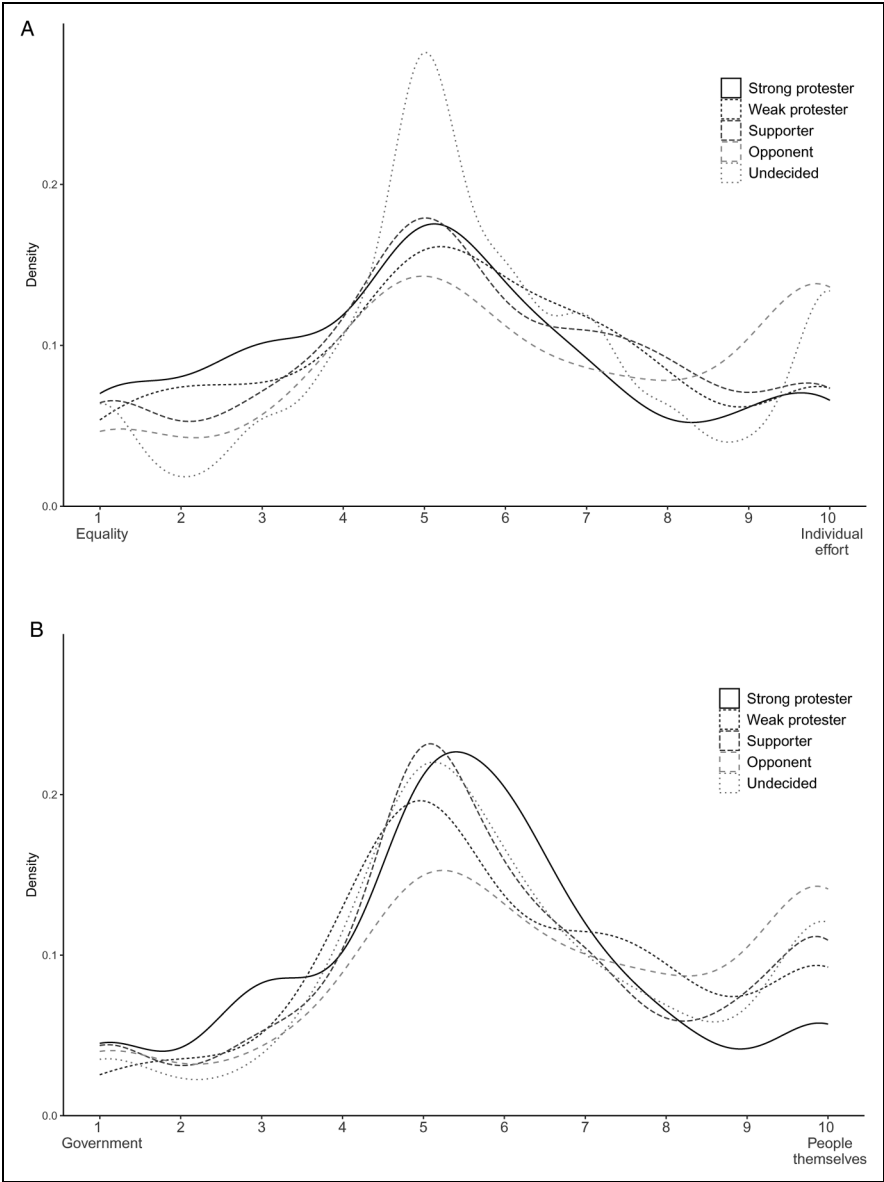 A
Strong protester
Weak protester
Supporter
Opponent
Undecided
0.2
Density
0.1
0.0
1 2 3 4 5 6 7 8 9 10
Equality Individual
effort
B
Strong protester
Weak protester
Supporter
Opponent
Undecided
0.2
Density
0.1
0.0
1 2 3 4 5 6 7 8 9 10
Government People
themselves